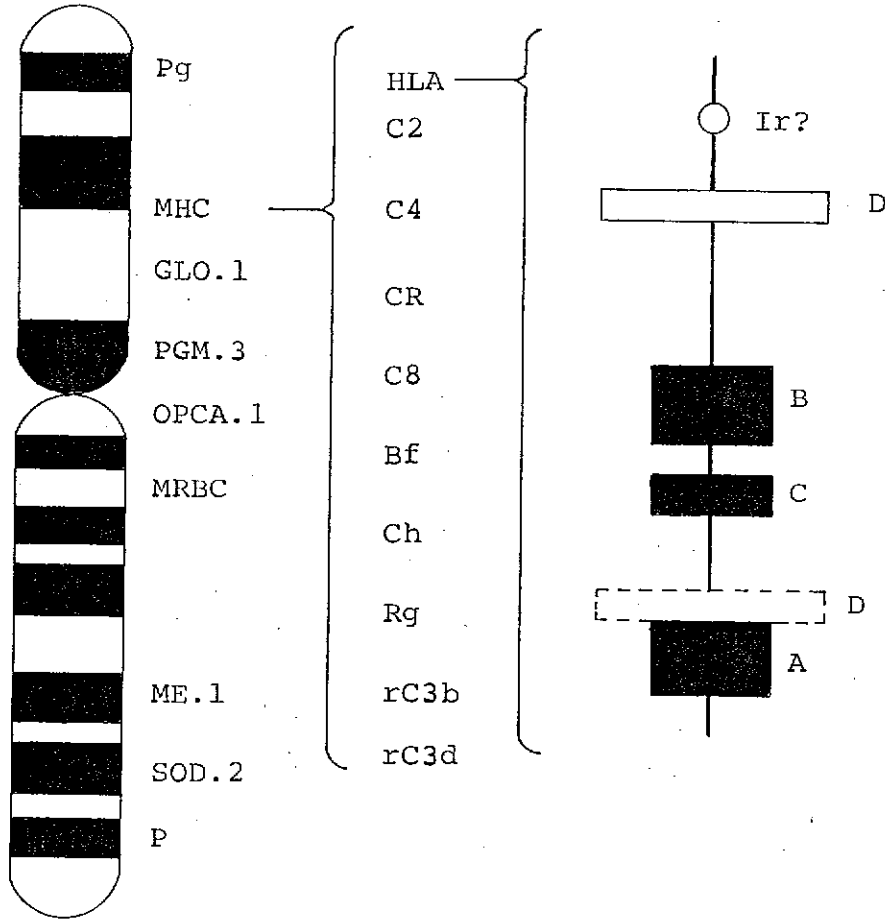 Pg
MHC
GLO.1
PGM.3
OPCA.1
MRBC
ME.1
SOD.2
P
HLA
C2
C4
CR
C8
Bf
Ch
Rg
rC3b
rC3d
Ir?
D
B
C
D
A